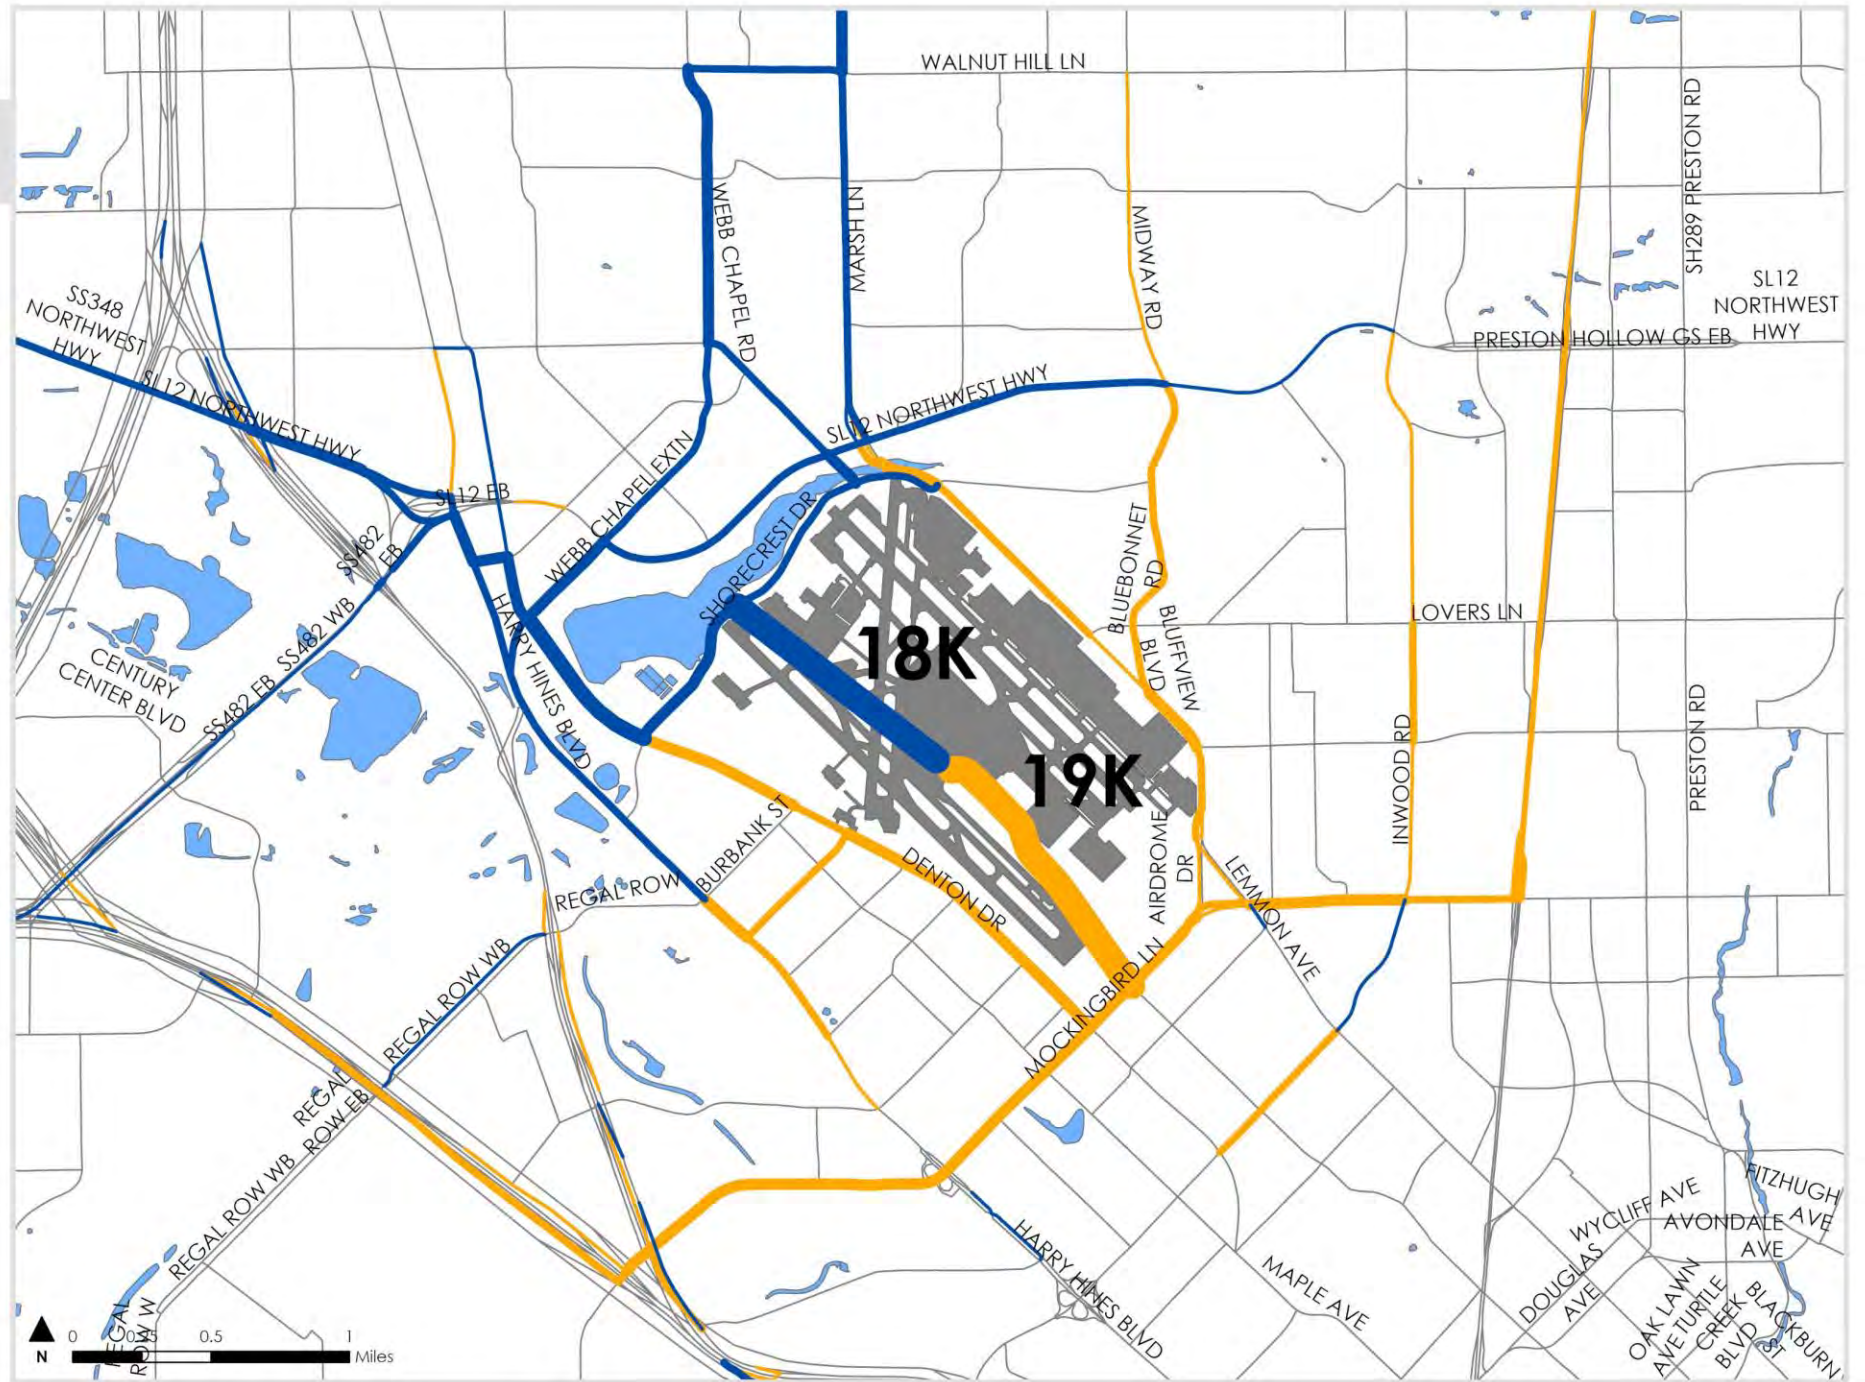 WALNUT HILL LN
WEBB CHAPEL RD
MARSH LN
MIDWAY RD
SH289 PRESTON RD
SS348
NORTHWEST
HWY
SL12
NORTHWEST
HWY
PRESTON HOLLOW GS EB
SL12 NORTHWEST HWY
SL12 NORTHWEST HWY
SL12 EB
WEBB CHAPEL EXTN
SHORECREST DR
SS482
EB
SS482 WB
SS482 EB
HARRY HINES BLVD
BLUEBONNET
RD
BLUFFVIEW
BLVD
LOVERS LN
18K
CENTURY
CENTER BLVD
19K
INWOOD RD
PRESTON RD
BURBANK ST
REGAL ROW
DENTON DR
AIRDROME
DR
LEMMON AVE
REGAL ROW WB
MOCKINGBIRD LN
REGAL
ROW EB
REGAL ROW WB
HARRY HINES BLVD
MAPLE AVE
WYCLIFF AVE
FITZHUGH
AVE
AVONDALE
AVE
DOUGLAS
AVE
OAK LAWN
AVE
TURTLE
CREEK
BLVD
BLACKBURN
ST
REGAL
ROW W
N
0 0.25 0.5 1
Miles